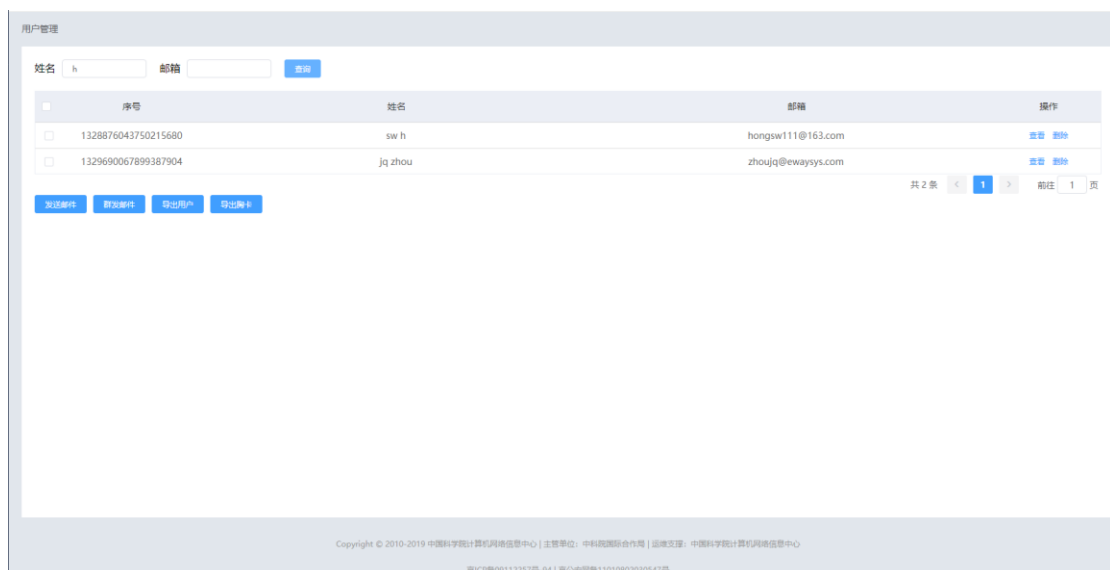 用户管理
姓名 h 邮箱 查询
序号 姓名 邮箱 操作
1328876043750215680 sw h hongsw111@163.com 查看 删除
1329690067899387904 jq zhou zhoujq@ewaysys.com 查看 删除
共 2 条 < 1 > 前往 1 页
发送邮件 群发邮件 导出用户 导出胸卡
Copyright © 2010-2019 中国科学院计算机网络信息中心 | 主管单位：中科院国际合作局 | 运维支撑：中国科学院计算机网络信息中心